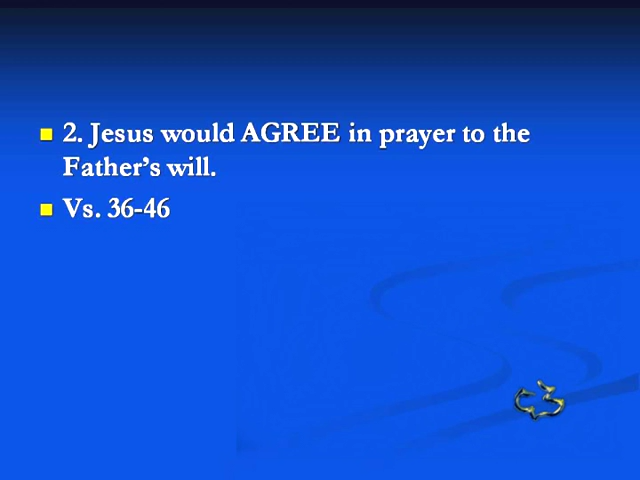 2. Jesus would AGREE in prayer to the
Father’s will.
Vs. 36-46